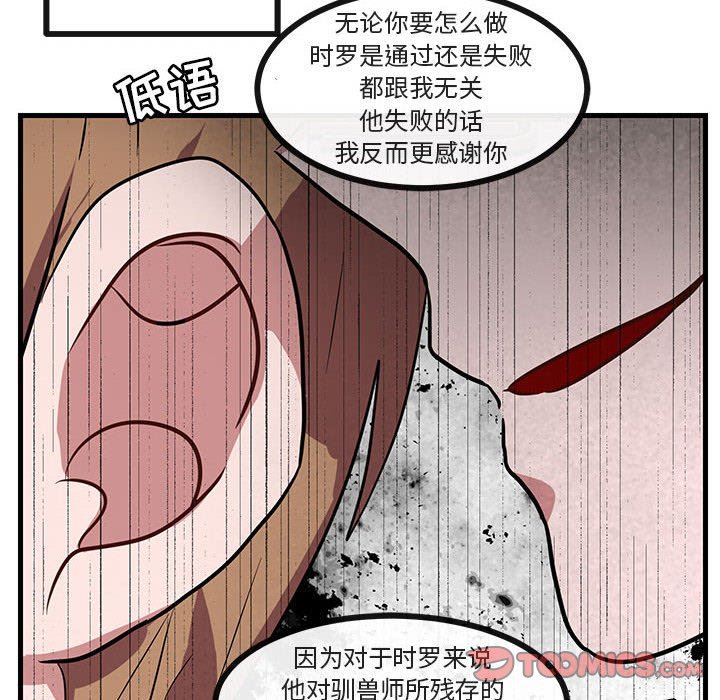 无论你要怎么做
时罗是通过还是失败
都跟我无关
他失败的话
我反而更感谢你
低语
因为对于时罗来说
他对驯兽师所残存的
TOOMICS
TOOMICS.COM